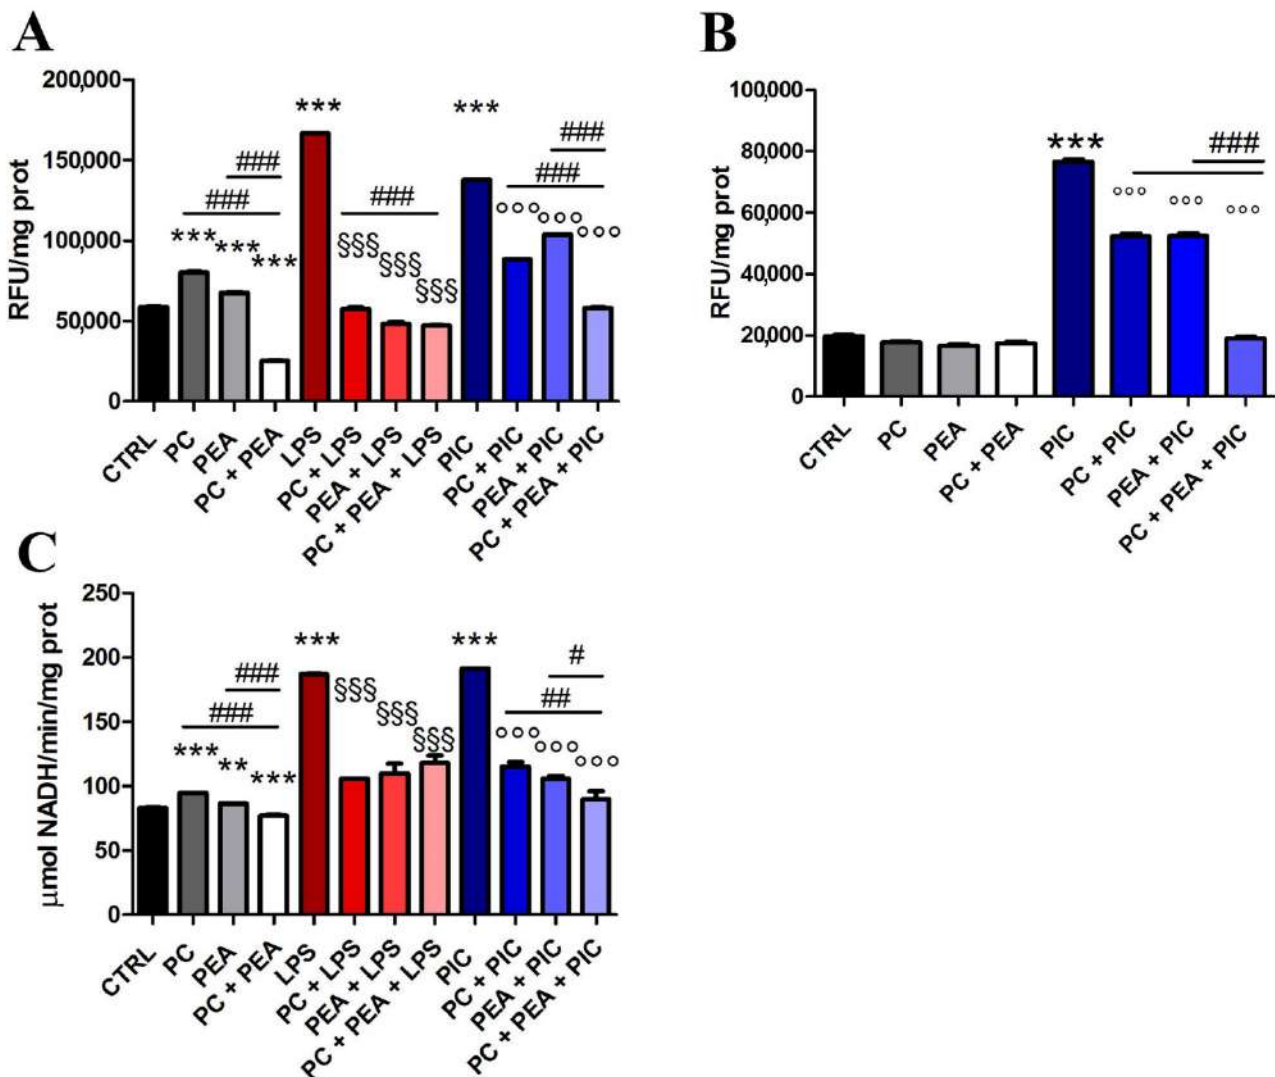 A
RFU/mg prot
200,000
150,000
100,000
50,000
0
***
***
###
###
###
###
###
***
***
***
§§§
§§§
§§§
°°°
°°°
°°°
CTRL
PC
PEA
PC + PEA
LPS
PC + LPS
PEA + LPS
PC + PEA + LPS
PIC
PC + PIC
PEA + PIC
PC + PEA + PIC
B
RFU/mg prot
100,000
80,000
60,000
40,000
20,000
0
***
###
°°°
°°°
°°°
CTRL
PC
PEA
PC + PEA
PIC
PC + PIC
PEA + PIC
PC + PEA + PIC
C
µmol NADH/min/mg prot
250
200
150
100
50
0
***
***
#
###
##
###
***
**
***
§§§
§§§
§§§
°°°
°°°
°°°
CTRL
PC
PEA
PC + PEA
LPS
PC + LPS
PEA + LPS
PC + PEA + LPS
PIC
PC + PIC
PEA + PIC
PC + PEA + PIC